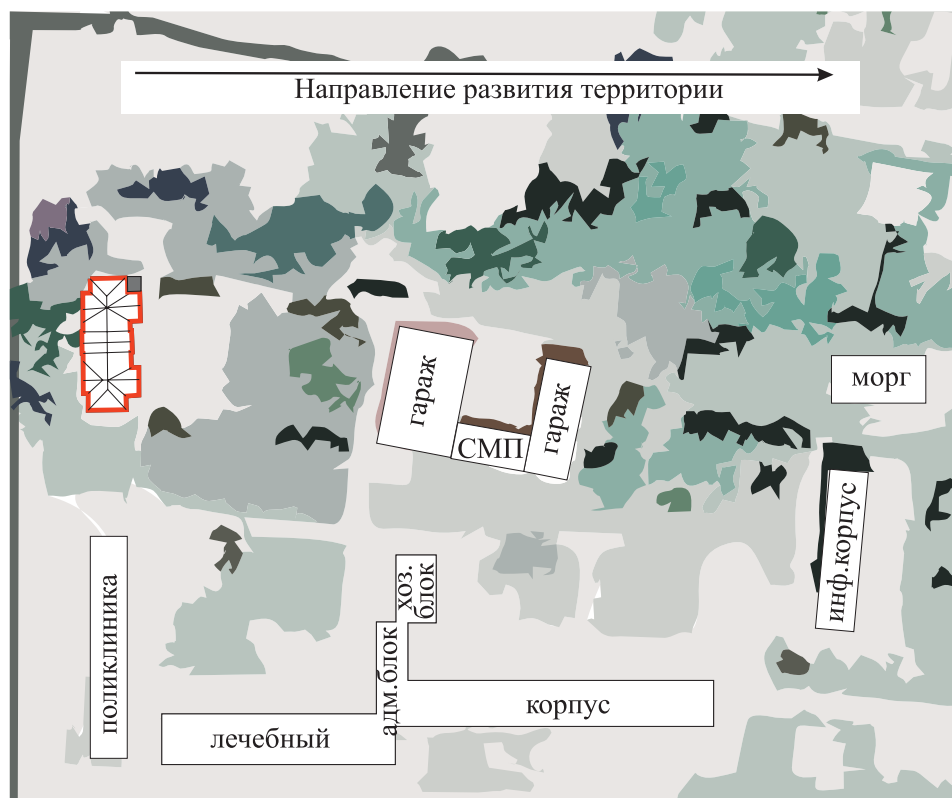 Направление развития территории
морг
гараж
гараж
СМП
инф.корпус
хоз.
блок
поликлиника
адм.блок
корпус
лечебный